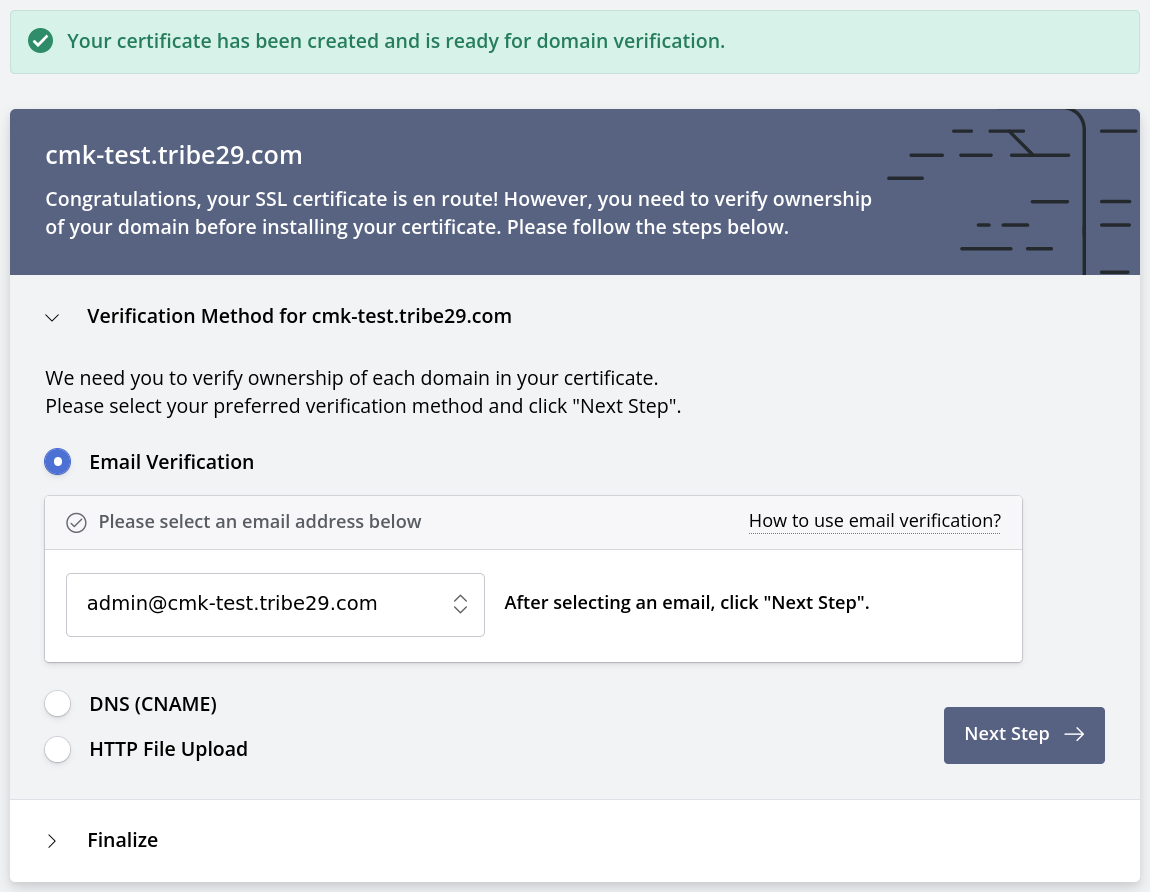 Your certificate has been created and is ready for domain verification.
cmk-test.tribe29.com
Congratulations, your SSL certificate is en route! However, you need to verify ownership
of your domain before installing your certificate. Please follow the steps below.
Verification Method for cmk-test.tribe29.com
We need you to verify ownership of each domain in your certificate.
Please select your preferred verification method and click "Next Step".
Email Verification
Please select an email address below
How to use email verification?
admin@cmk-test.tribe29.com
After selecting an email, click "Next Step".
DNS (CNAME)
HTTP File Upload
Next Step
Finalize